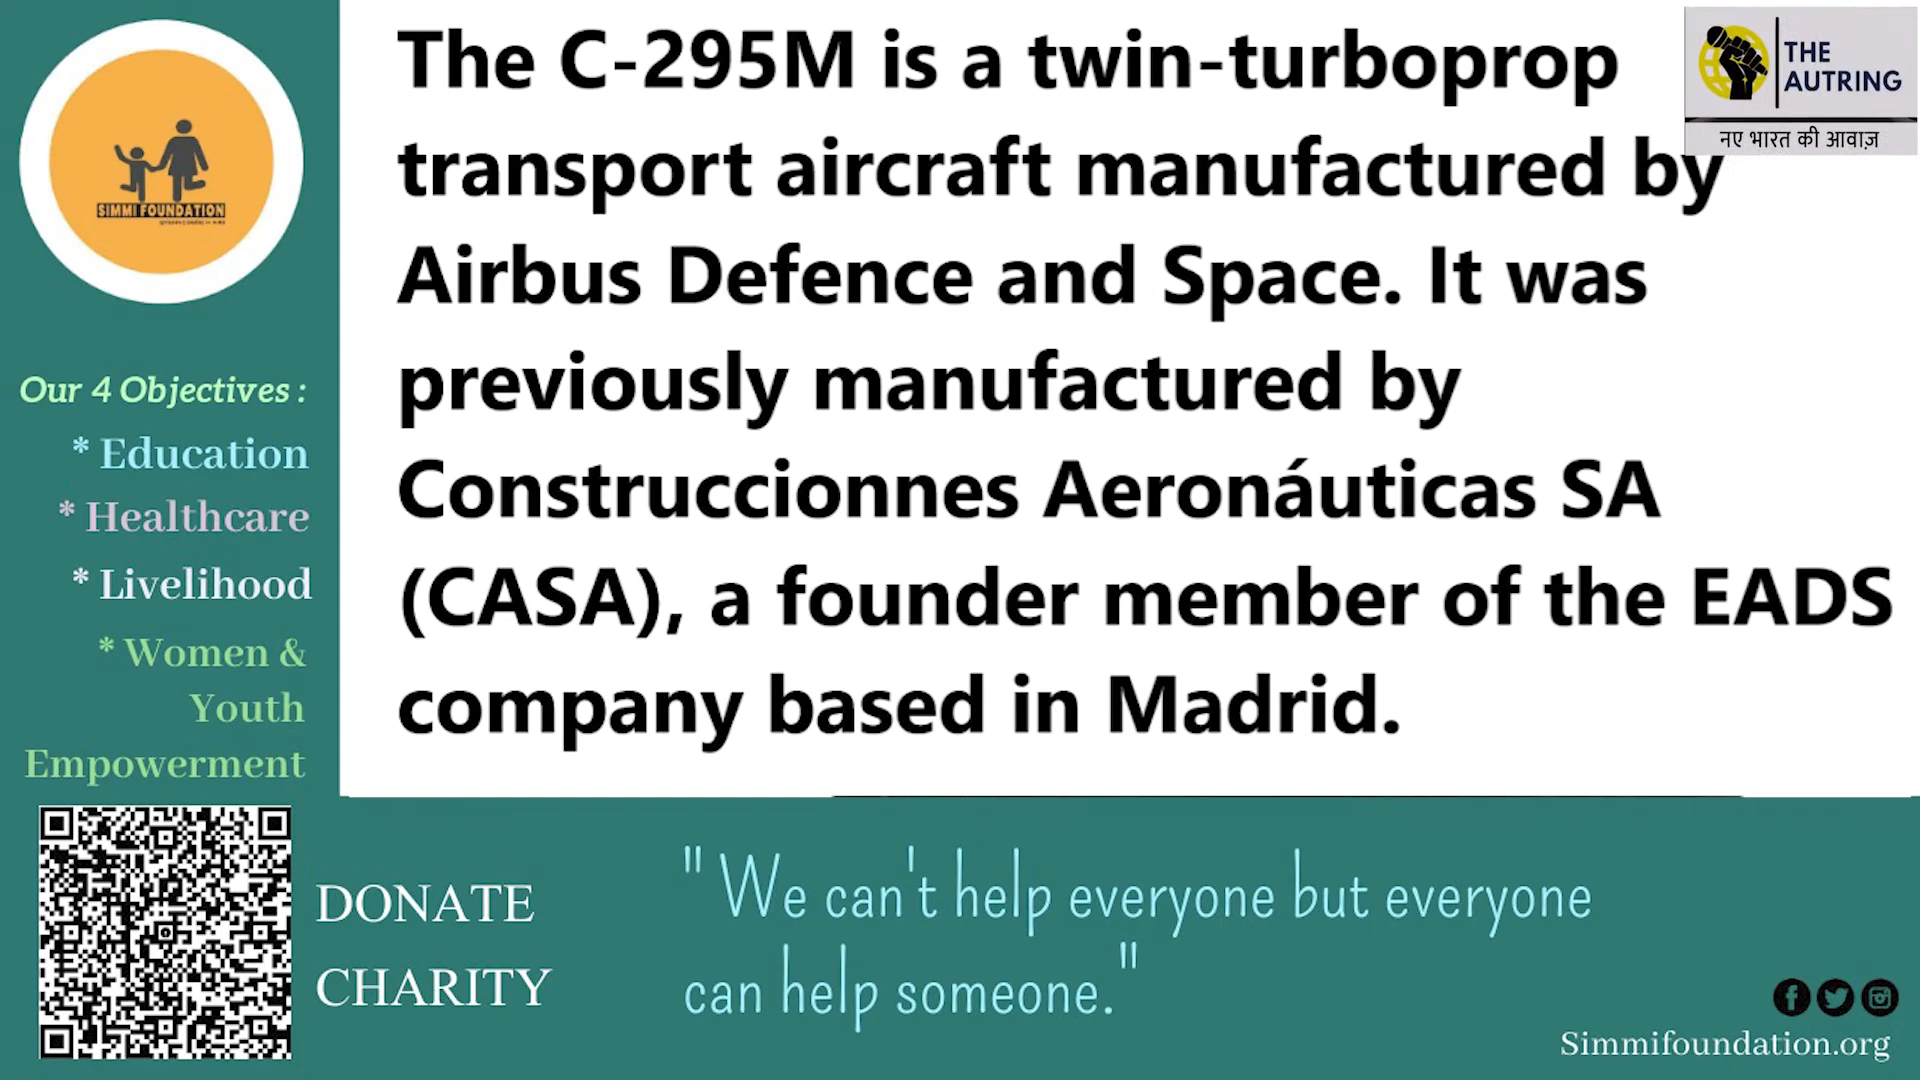 SIMMI FOUNDATION
Our 4 Objectives :
* Education
* Healthcare
* Livelihood
* Women &
Youth
Empowerment
The C-295M is a twin-turboprop
transport aircraft manufactured by
Airbus Defence and Space. It was
previously manufactured by
Construccionnes Aeronáuticas SA
(CASA), a founder member of the EADS
company based in Madrid.
THE
AUTRING
नए भारत की आवाज़
DONATE
CHARITY
" We can't help everyone but everyone
can help someone."
Simmifoundation.org